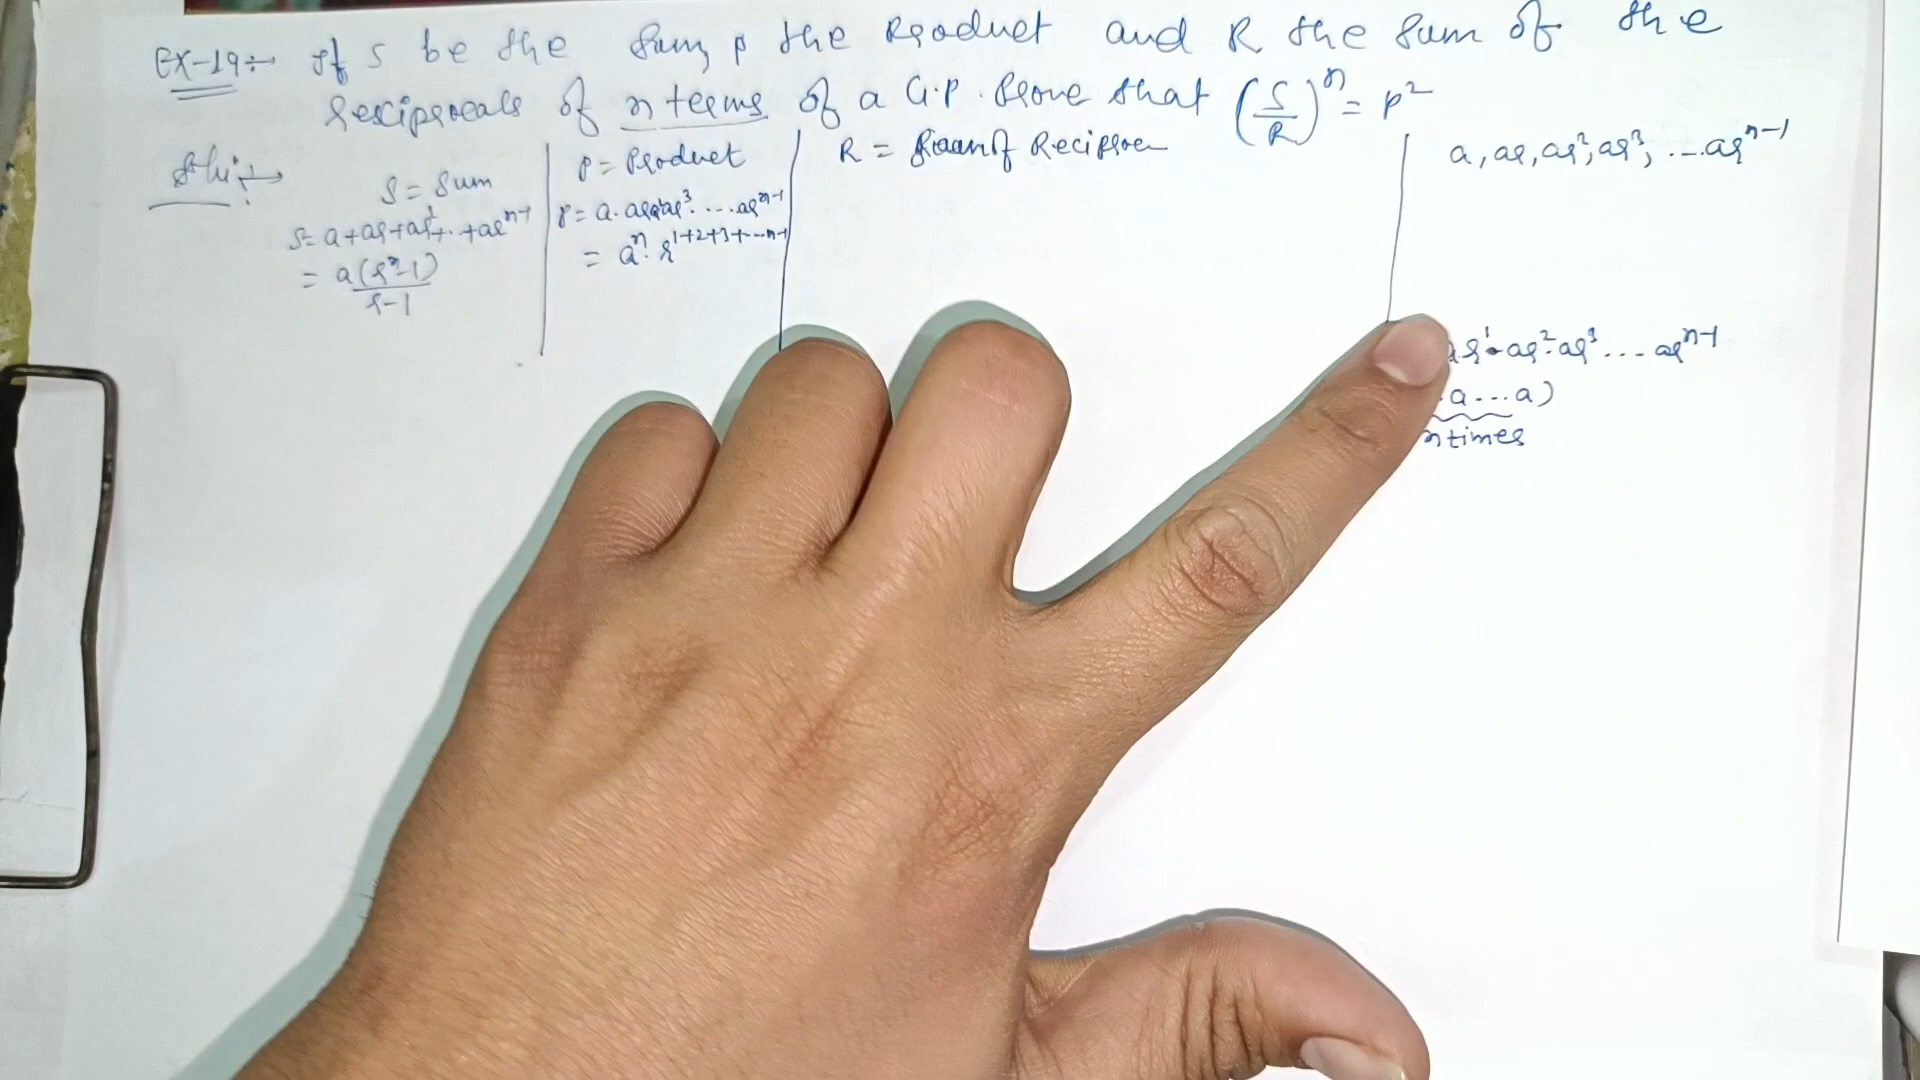 Ex-19:- If S be the Sum, p the Product and R the Sum of the
Reciprocals of n terms of a G.P. Prove that (S/R)^n = p^2
Sol:-
S = Sum
S = a+ar+ar^2+..+ar^n-1
= a(r^n-1)/r-1
P = Product
P = a.ar.ar^2.ar^3. ...ar^n-1
= a^n. r^1+2+3+...n-1
R = Sum of Reciproc
a, ar, ar^2, ar^3, ...ar^n-1
ar^1.ar^2.ar^3 ... ar^n-1
.a...a)
n times